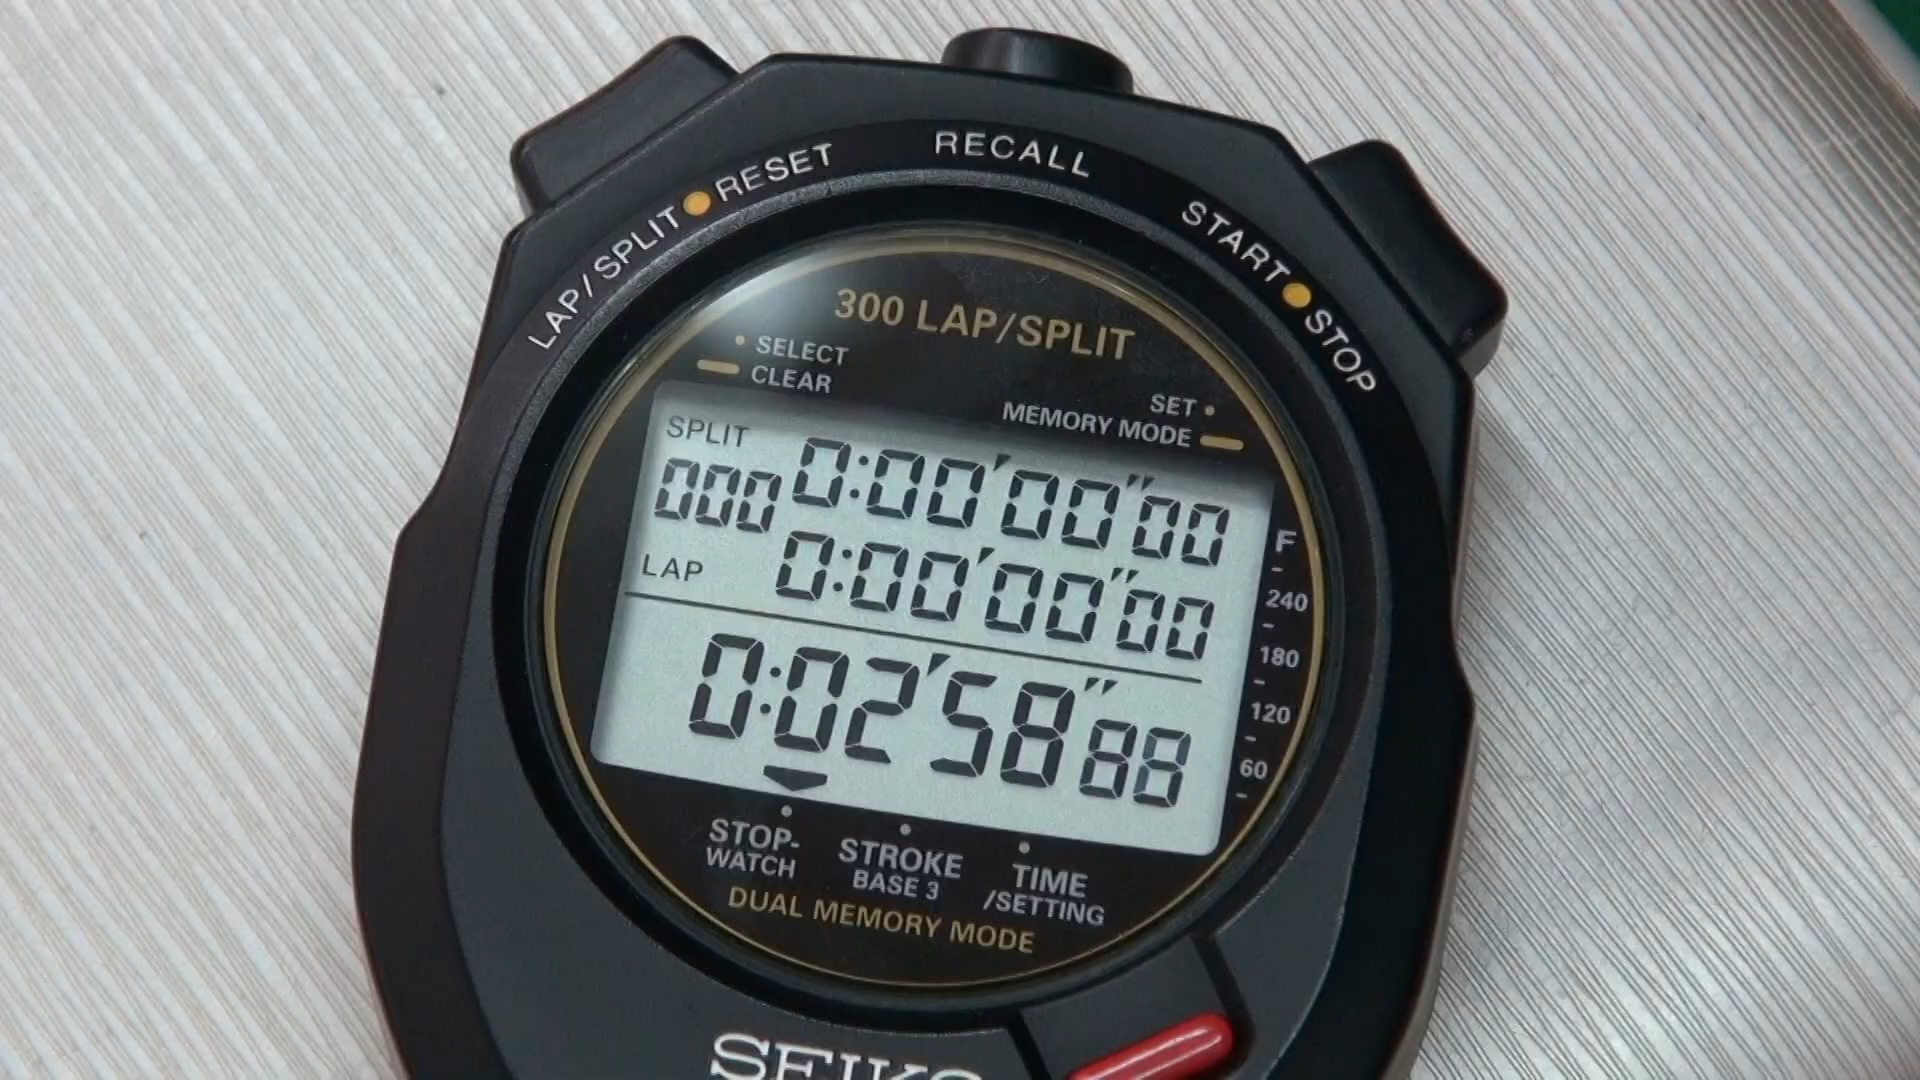 RECALL
LAP/SPLIT RESET
START STOP
300 LAP/SPLIT
SELECT
CLEAR
SET
MEMORY MODE
SPLIT
000 0:00'00"00
LAP 0:00'00"00
0:02'58"88
F
240
180
120
60
STOP-
WATCH
STROKE
BASE 3
TIME
/SETTING
DUAL MEMORY MODE
SEIKO